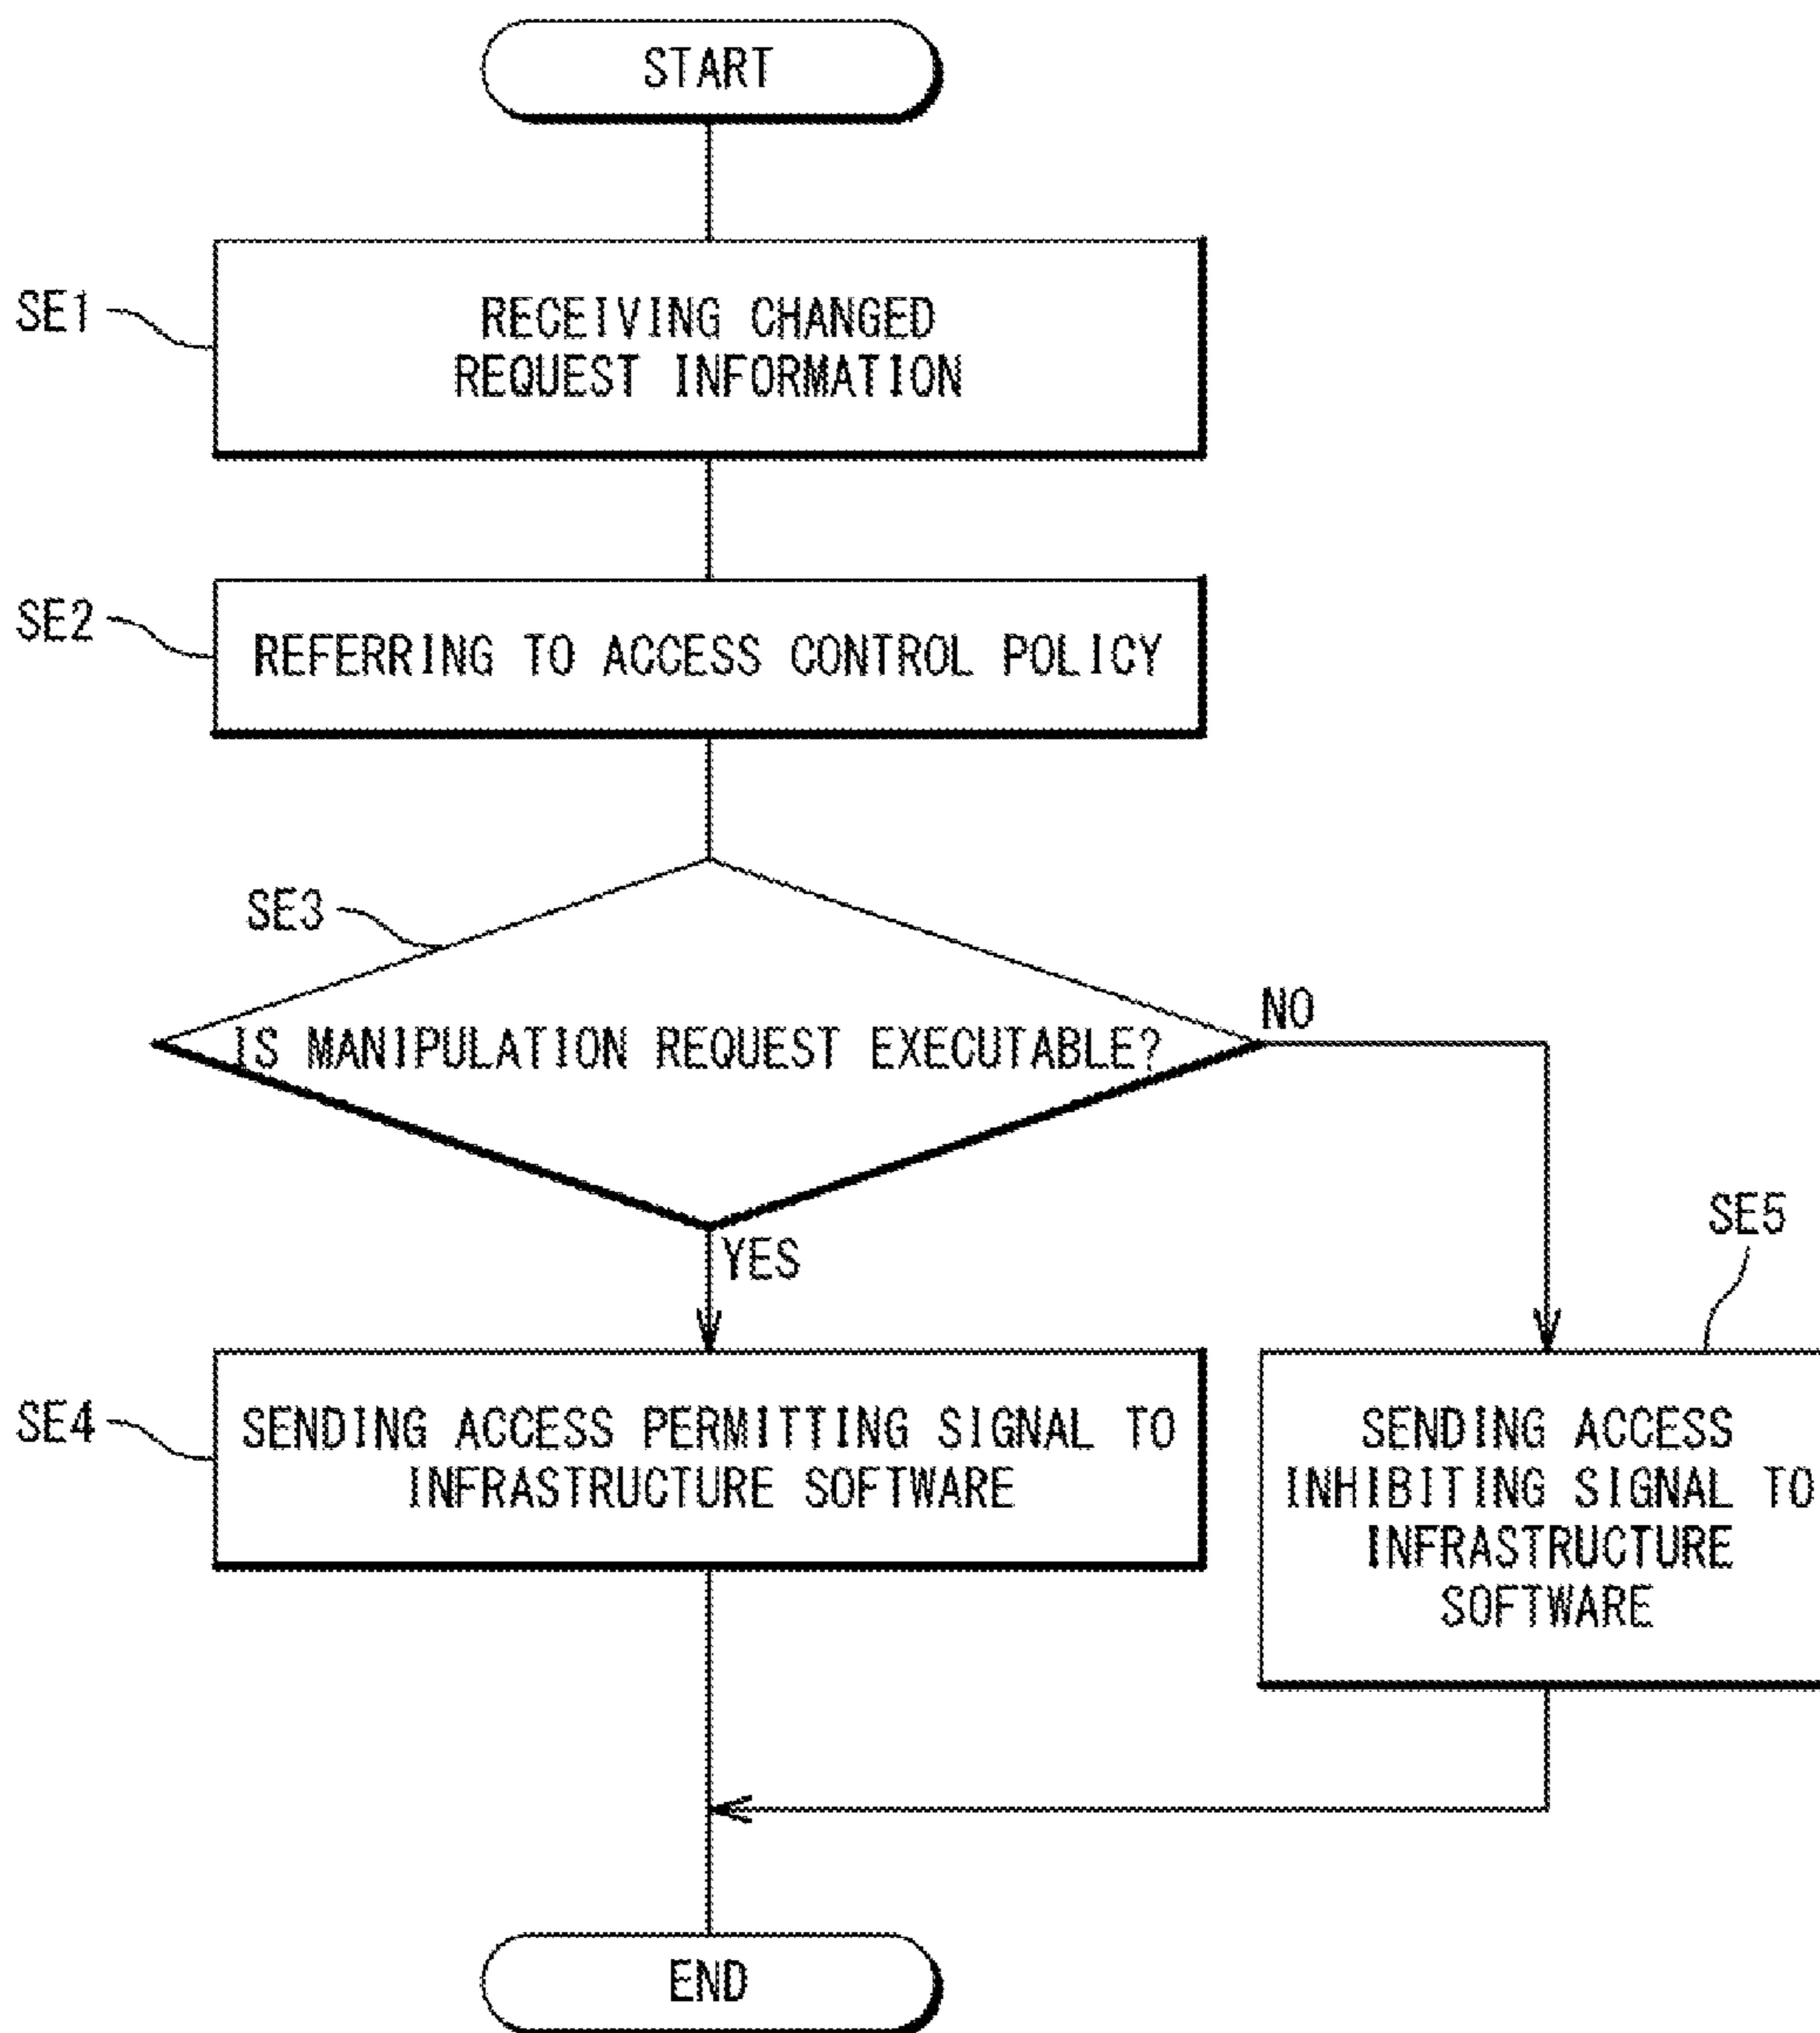 START
SE1
RECEIVING CHANGED
REQUEST INFORMATION
SE2
REFERRING TO ACCESS CONTROL POLICY
SE3
IS MANIPULATION REQUEST EXECUTABLE?
NO
YES
SE4
SENDING ACCESS PERMITTING SIGNAL TO
INFRASTRUCTURE SOFTWARE
SE5
SENDING ACCESS
INHIBITING SIGNAL TO
INFRASTRUCTURE
SOFTWARE
END